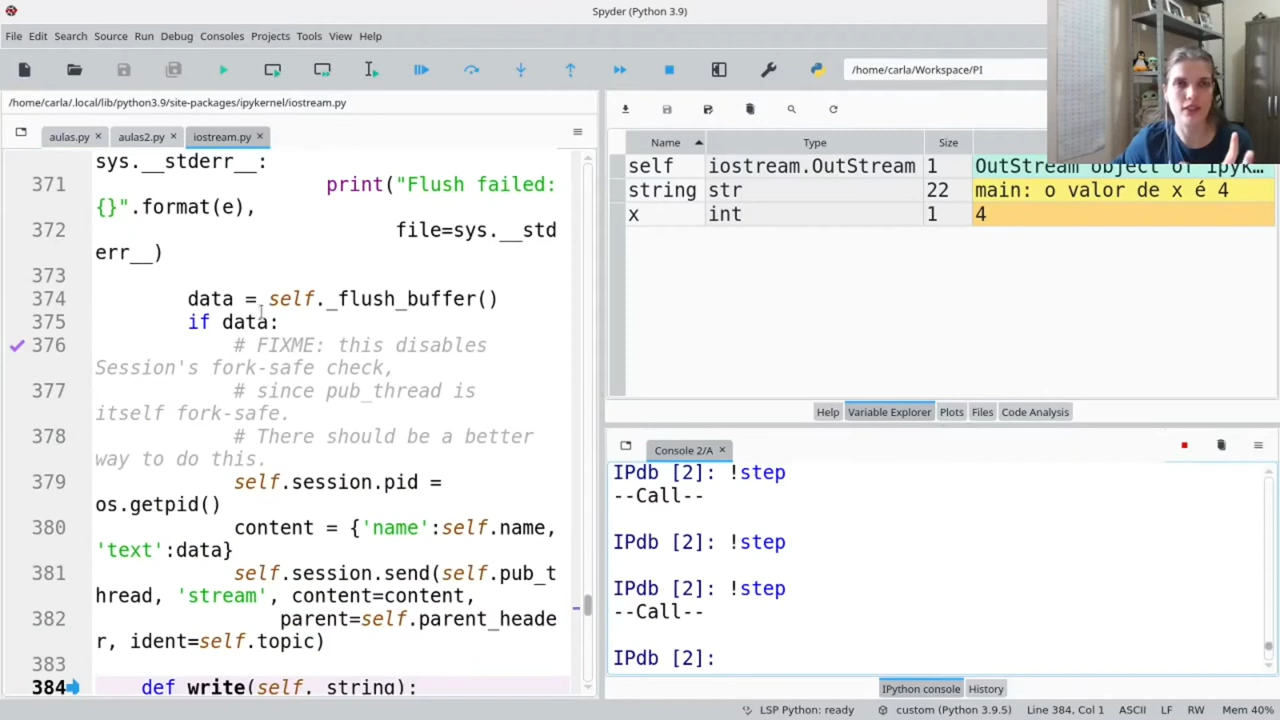 Spyder (Python 3.9)
File Edit Search Source Run Debug Consoles Projects Tools View Help
/home/carla/Workspace/PI
/home/carla/.local/lib/python3.9/site-packages/ipykernel/iostream.py
aulas.py aulas2.py iostream.py
sys.__stderr__:
371 print("Flush failed:
{}".format(e),
372 file=sys.__std
err__)
373
374 data = self._flush_buffer()
375 if data:
376 # FIXME: this disables
Session's fork-safe check,
377 # since pub_thread is
itself fork-safe.
378 # There should be a better
way to do this.
379 self.session.pid =
os.getpid()
380 content = {'name':self.name,
'text':data}
381 self.session.send(self.pub_t
hread, 'stream', content=content,
382 parent=self.parent_heade
r, ident=self.topic)
383
384 def write(self, string):
Name Type Size
self iostream.OutStream 1 OutStream object of ipyk…
string str 22 main: o valor de x é 4
x int 1 4
Help Variable Explorer Plots Files Code Analysis
Console 2/A
IPdb [2]: !step
--Call--
IPdb [2]: !step
IPdb [2]: !step
--Call--
IPdb [2]:
IPython console History
LSP Python: ready custom (Python 3.9.5) Line 384, Col 1 ASCII LF RW Mem 40%